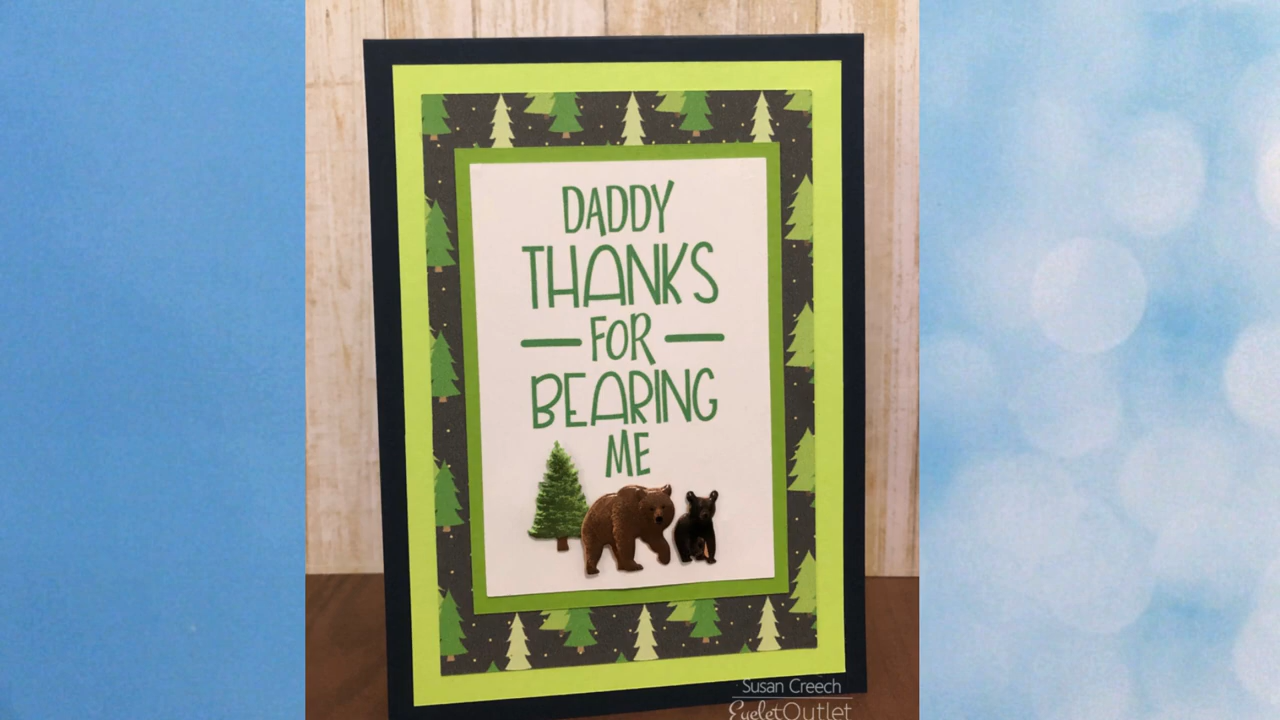 DADDY
THANKS
FOR
BEARING
ME
Susan Creech
EyeletOutlet